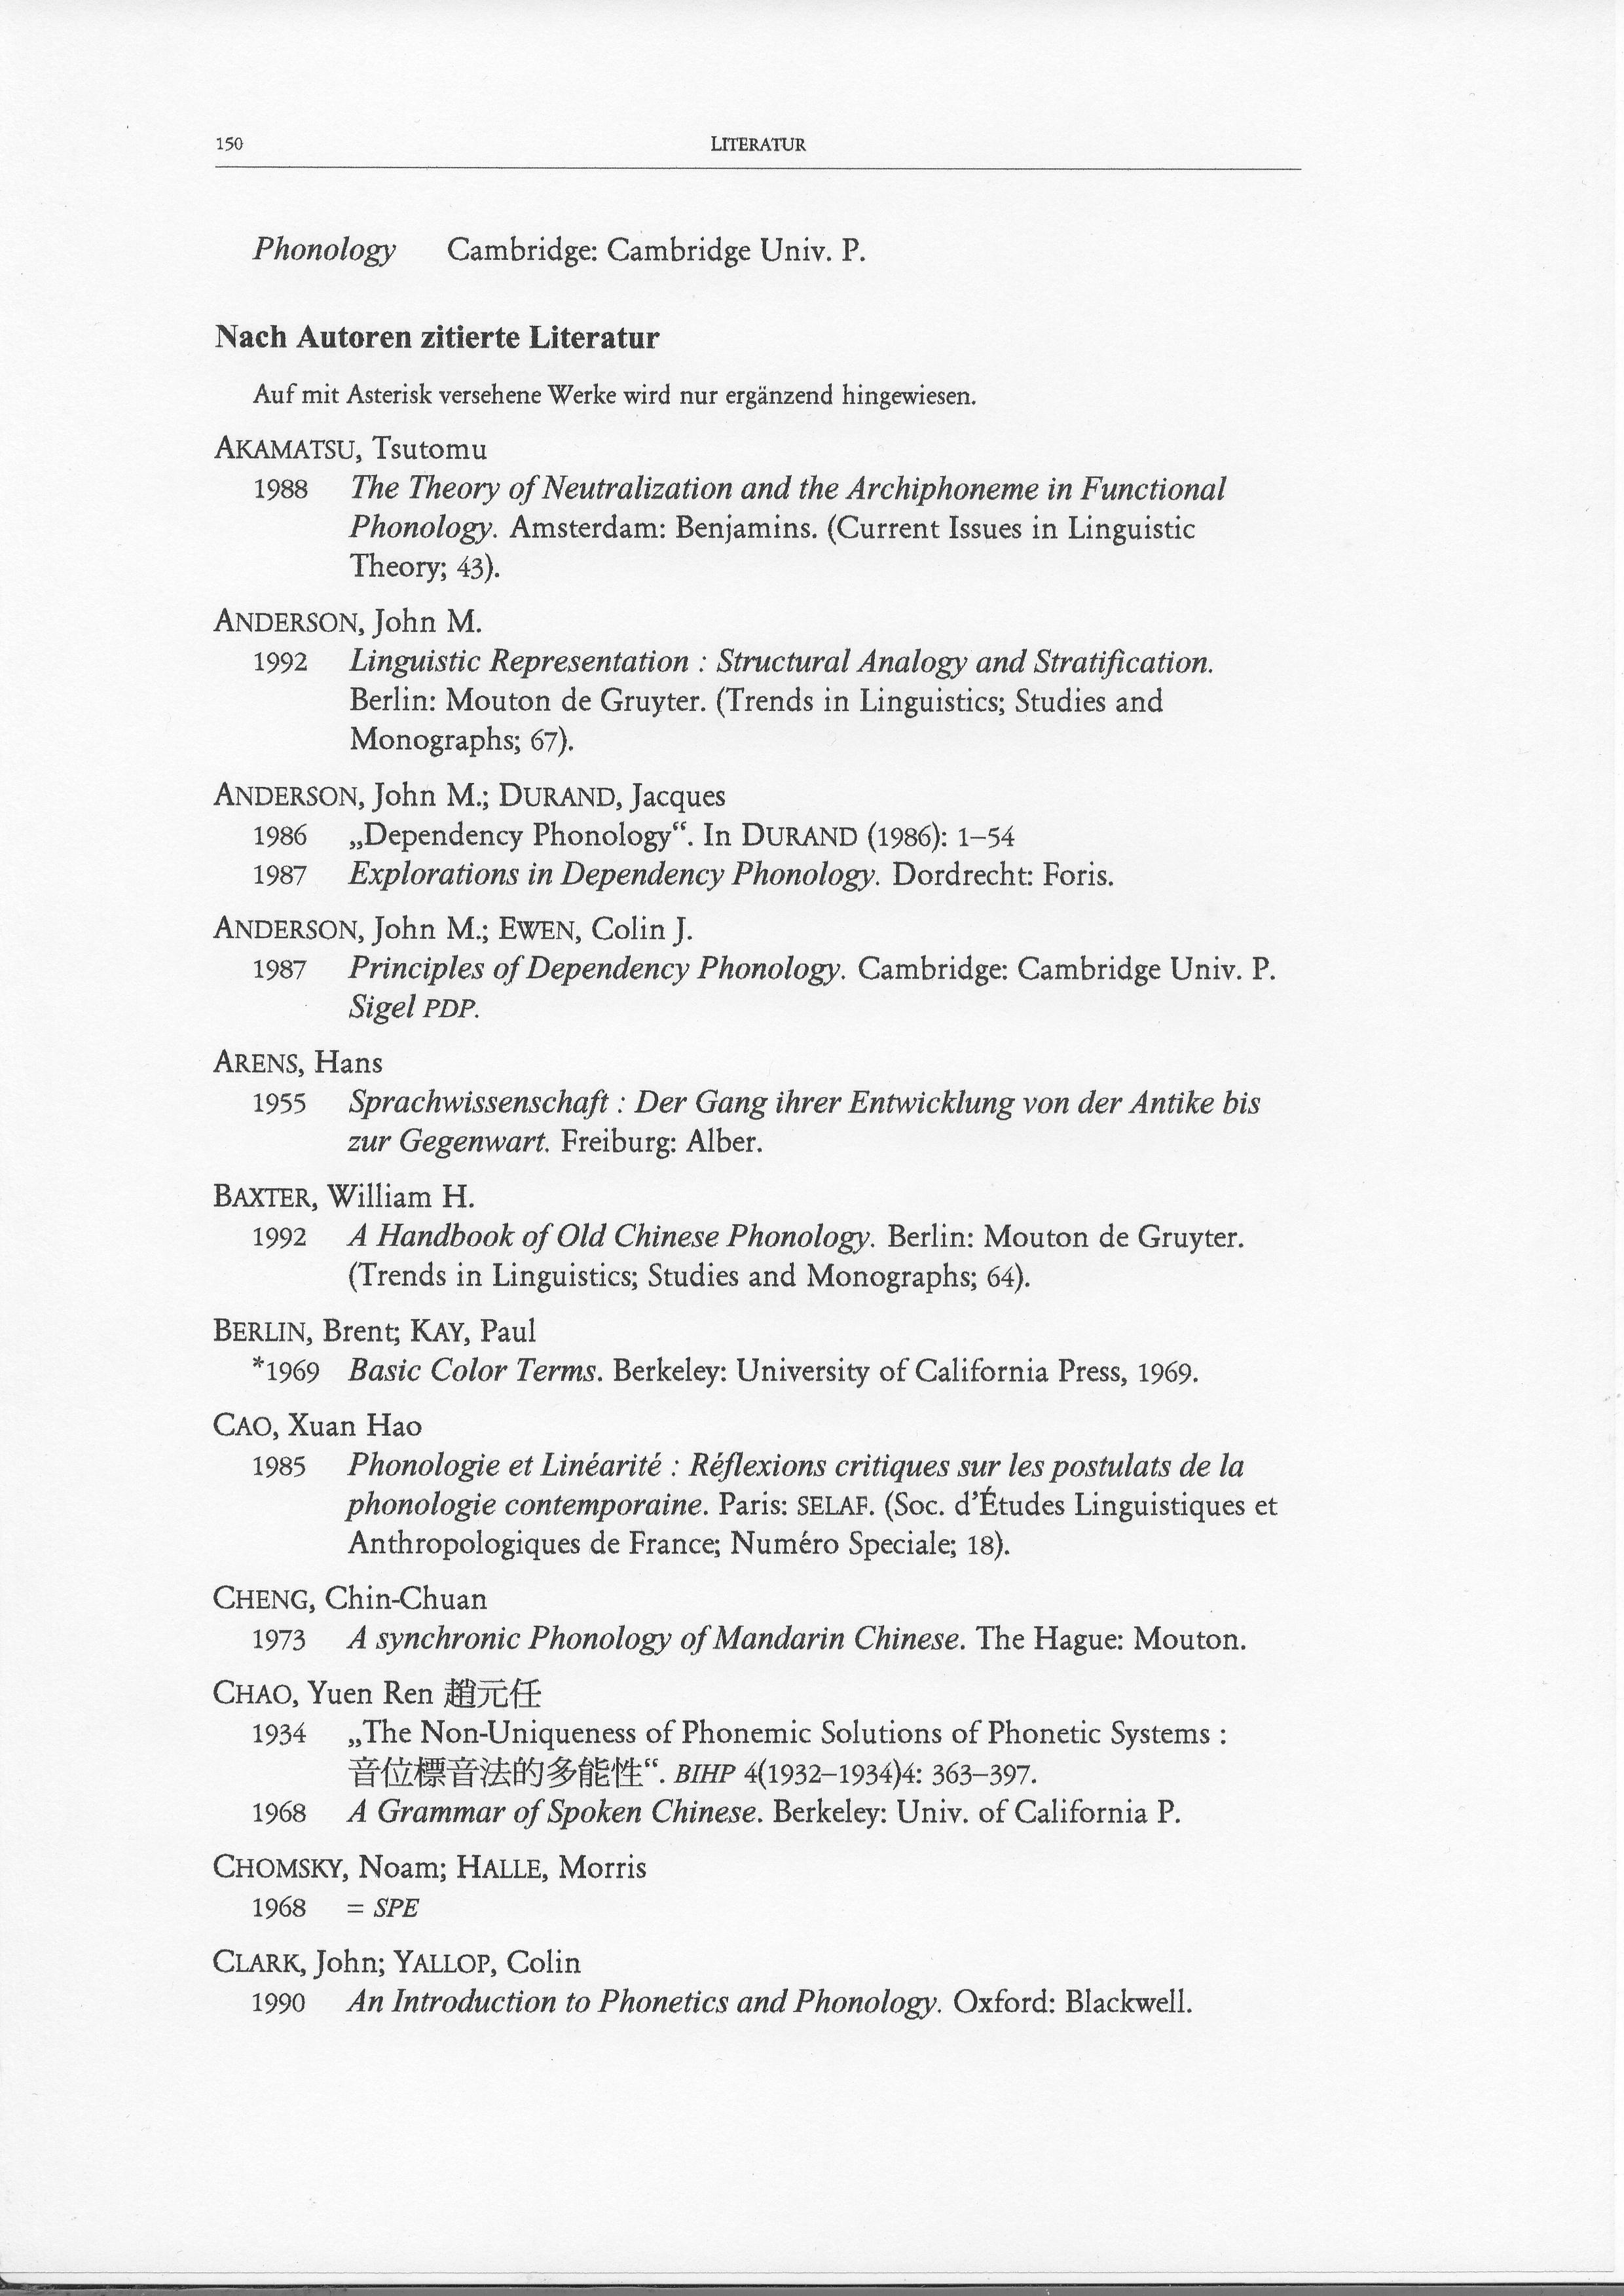 150 LITERATUR
Phonology Cambridge: Cambridge Univ. P.
Nach Autoren zitierte Literatur
Auf mit Asterisk versehene Werke wird nur ergänzend hingewiesen.
AKAMATSU, Tsutomu
1988 The Theory of Neutralization and the Archiphoneme in Functional
Phonology. Amsterdam: Benjamins. (Current Issues in Linguistic
Theory; 43).
ANDERSON, John M.
1992 Linguistic Representation : Structural Analogy and Stratification.
Berlin: Mouton de Gruyter. (Trends in Linguistics; Studies and
Monographs; 67).
ANDERSON, John M.; DURAND, Jacques
1986 „Dependency Phonology“. In DURAND (1986): 1–54
1987 Explorations in Dependency Phonology. Dordrecht: Foris.
ANDERSON, John M.; EWEN, Colin J.
1987 Principles of Dependency Phonology. Cambridge: Cambridge Univ. P.
Sigel PDP.
ARENS, Hans
1955 Sprachwissenschaft : Der Gang ihrer Entwicklung von der Antike bis
zur Gegenwart. Freiburg: Alber.
BAXTER, William H.
1992 A Handbook of Old Chinese Phonology. Berlin: Mouton de Gruyter.
(Trends in Linguistics; Studies and Monographs; 64).
BERLIN, Brent; KAY, Paul
*1969 Basic Color Terms. Berkeley: University of California Press, 1969.
CAO, Xuan Hao
1985 Phonologie et Linéarité : Réflexions critiques sur les postulats de la
phonologie contemporaine. Paris: SELAF. (Soc. d’Études Linguistiques et
Anthropologiques de France; Numéro Speciale; 18).
CHENG, Chin-Chuan
1973 A synchronic Phonology of Mandarin Chinese. The Hague: Mouton.
CHAO, Yuen Ren 趙元任
1934 „The Non-Uniqueness of Phonemic Solutions of Phonetic Systems :
音位標音法的多能性“. BIHP 4(1932–1934)4: 363–397.
1968 A Grammar of Spoken Chinese. Berkeley: Univ. of California P.
CHOMSKY, Noam; HALLE, Morris
1968 = SPE
CLARK, John; YALLOP, Colin
1990 An Introduction to Phonetics and Phonology. Oxford: Blackwell.